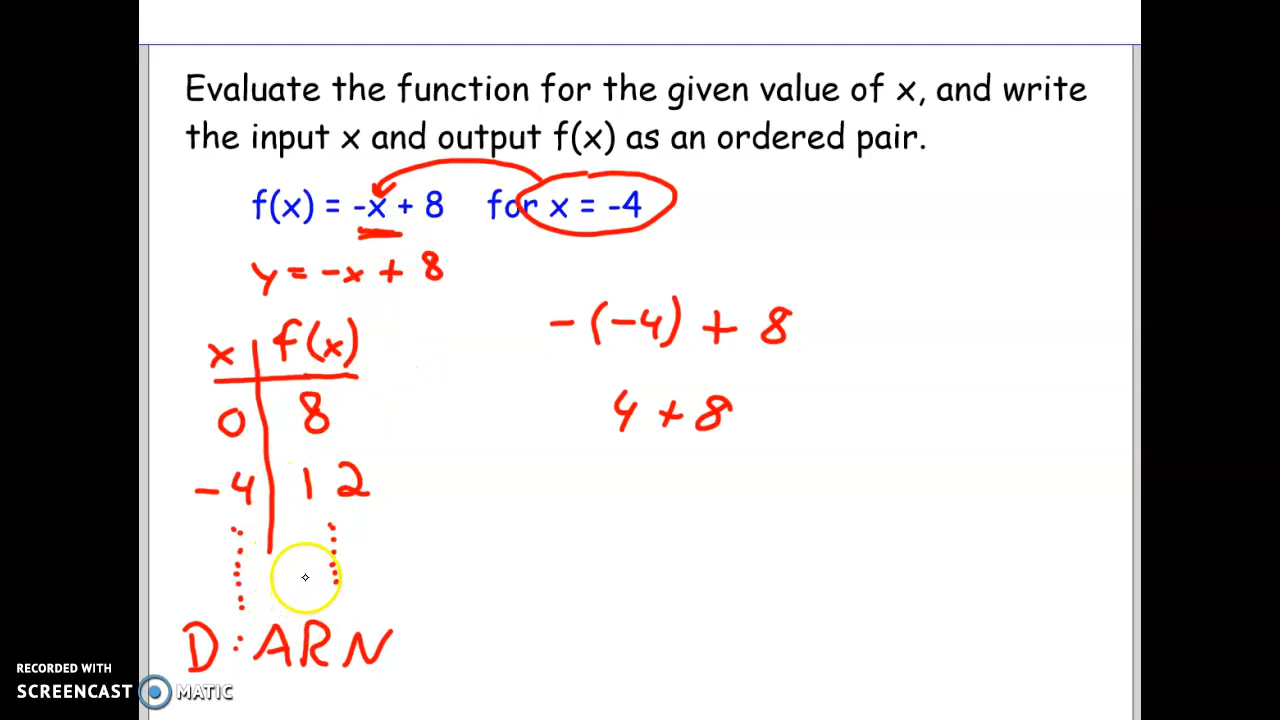 Evaluate the function for the given value of x, and write
the input x and output f(x) as an ordered pair.
f(x) = -x + 8 for x = -4
y = -x + 8
-(-4) + 8
4 + 8
x f(x)
0 8
-4 12
D: ARN
RECORDED WITH
SCREENCAST MATIC